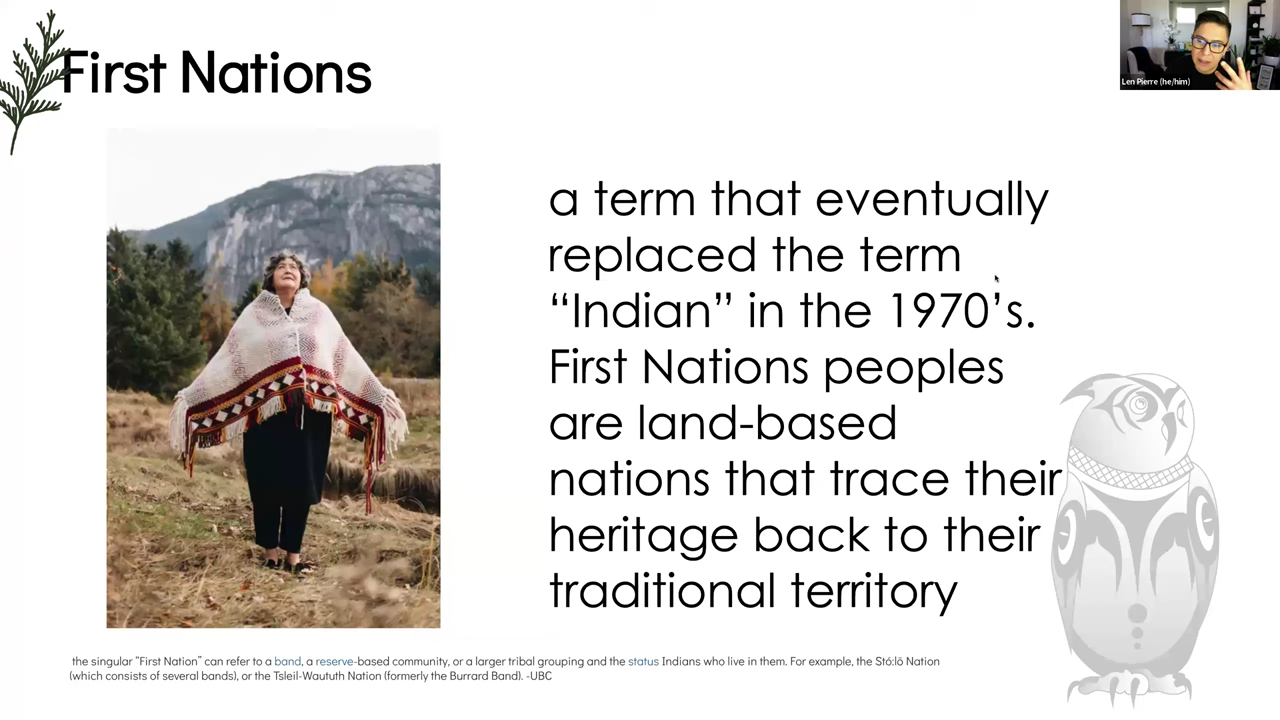 First Nations
Len Pierre (he/him)
a term that eventually
replaced the term
“Indian” in the 1970’s.
First Nations peoples
are land-based
nations that trace their
heritage back to their
traditional territory
the singular “First Nation” can refer to a band, a reserve-based community, or a larger tribal grouping and the status Indians who live in them. For example, the Stó:lō Nation
(which consists of several bands), or the Tsleil-Waututh Nation (formerly the Burrard Band). -UBC